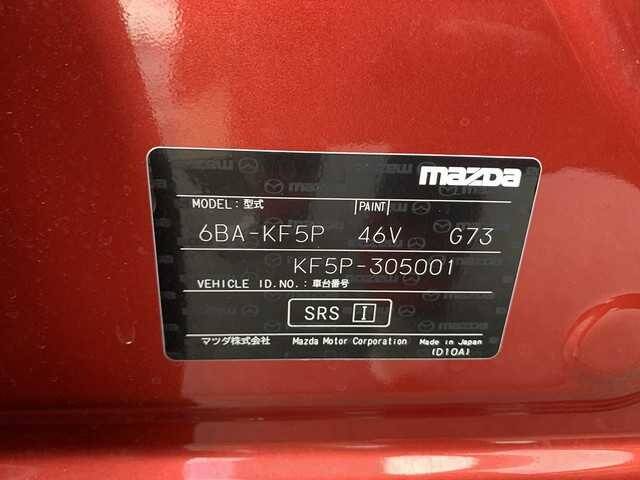 mazda
MODEL:型式 PAINT
6BA-KF5P 46V G73
KF5P-305001
VEHICLE ID.NO.:車台番号
SRS I
マツダ株式会社 Mazda Motor Corporation Made in Japan
(D10A)